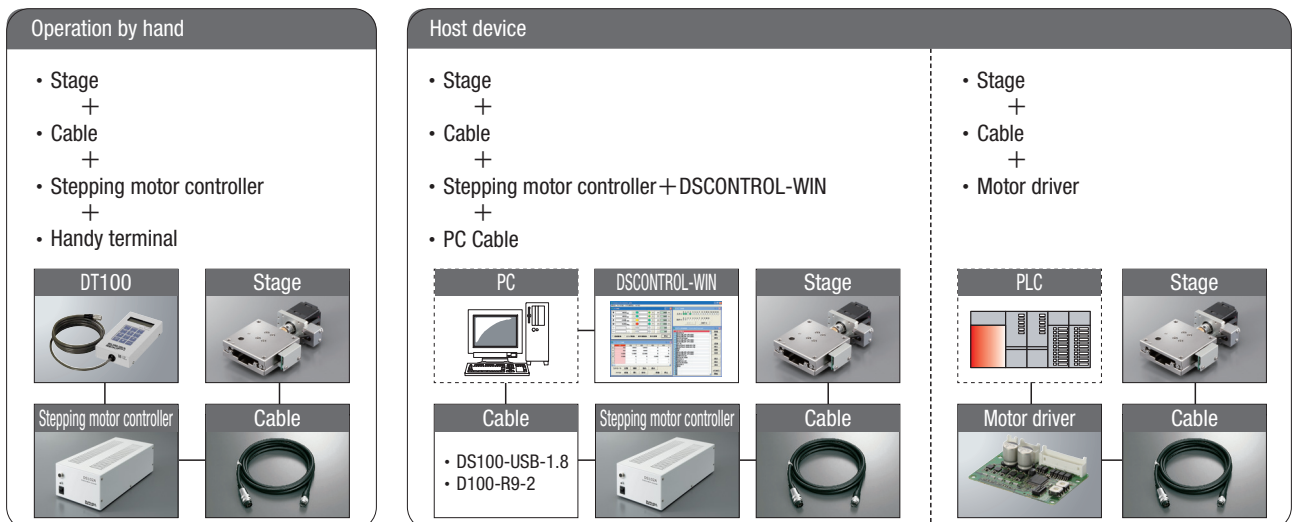 Operation by hand
・Stage
+
・Cable
+
・Stepping motor controller
+
・Handy terminal
DT100
Stage
Stepping motor controller
Cable
Host device
・Stage
+
・Cable
+
・Stepping motor controller+DSCONTROL-WIN
+
・PC Cable
PC
DSCONTROL-WIN
Stage
Cable
・DS100-USB-1.8
・D100-R9-2
Stepping motor controller
Cable
・Stage
+
・Cable
+
・Motor driver
PLC
Stage
Motor driver
Cable